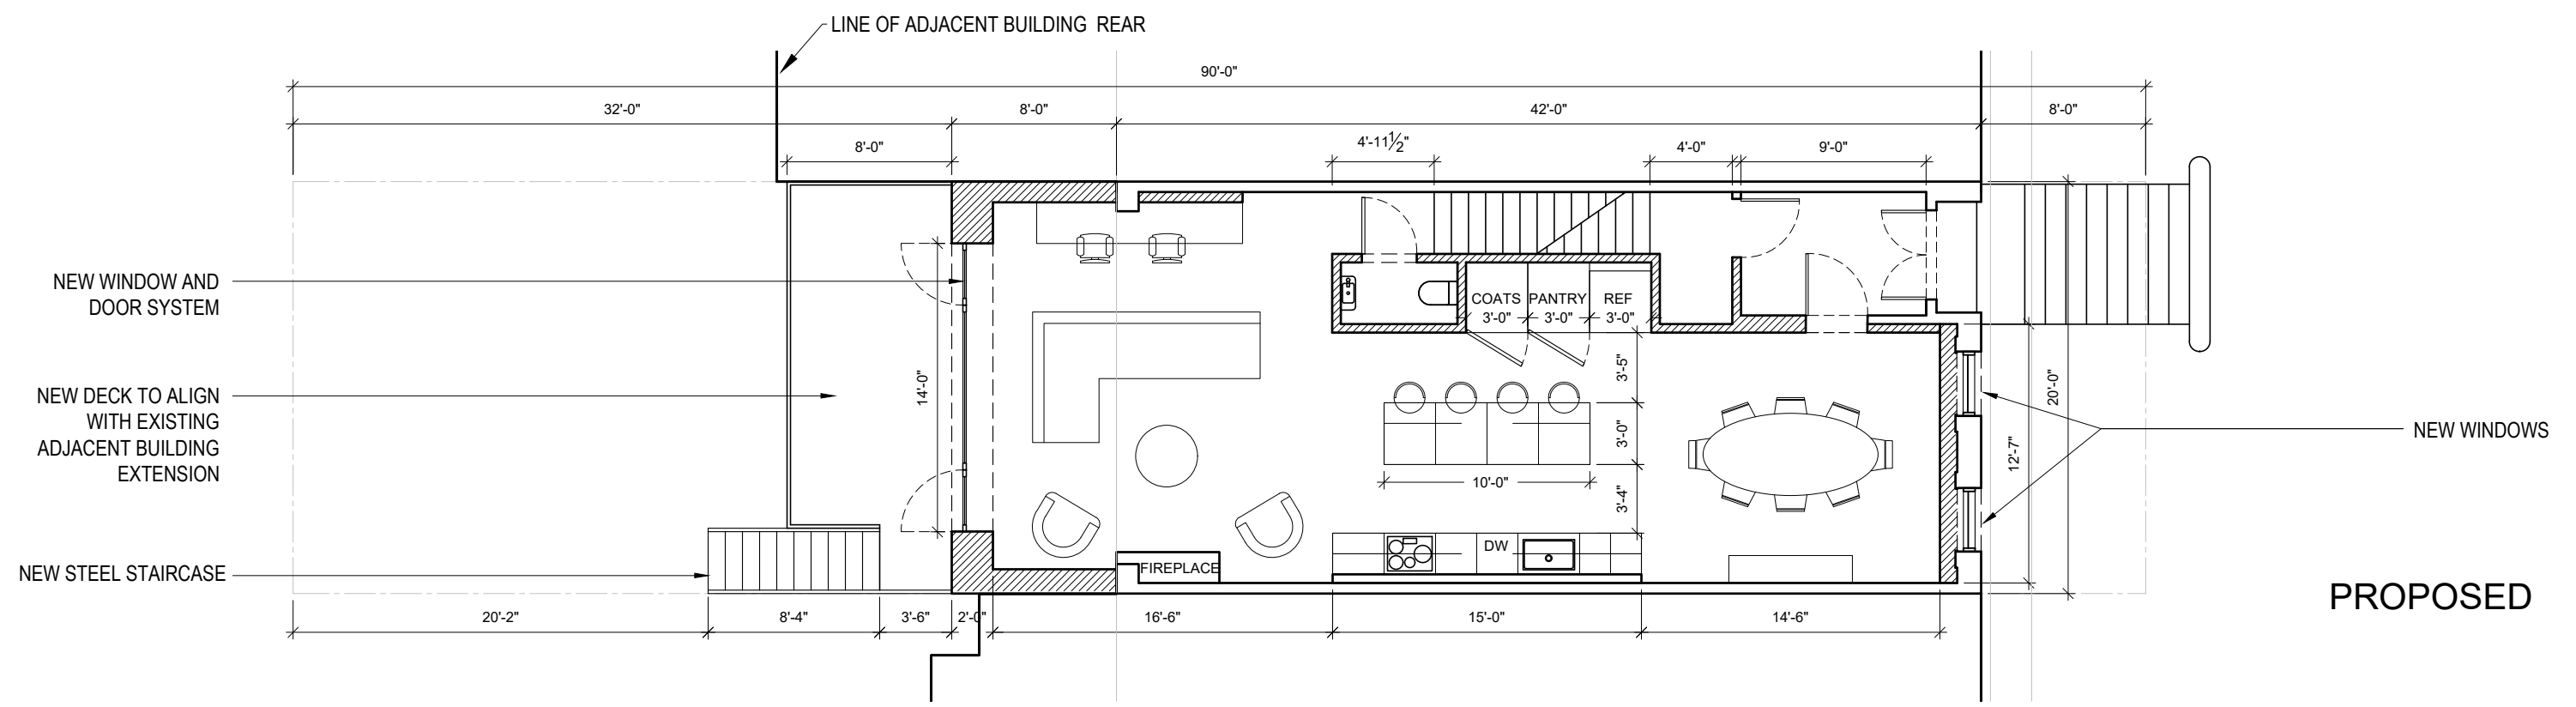 LINE OF ADJACENT BUILDING REAR
90'-0"
32'-0"
8'-0"
42'-0"
8'-0"
8'-0"
4'-11½"
4'-0"
9'-0"
NEW WINDOW AND
DOOR SYSTEM
COATS
PANTRY
REF
3'-0"
3'-0"
3'-0"
NEW DECK TO ALIGN
WITH EXISTING
ADJACENT BUILDING
EXTENSION
14'-0"
3'-5"
3'-0"
3'-4"
10'-0"
20'-0"
12'-7"
NEW WINDOWS
NEW STEEL STAIRCASE
FIREPLACE
DW
PROPOSED
20'-2"
8'-4"
3'-6"
2'-0"
16'-6"
15'-0"
14'-6"